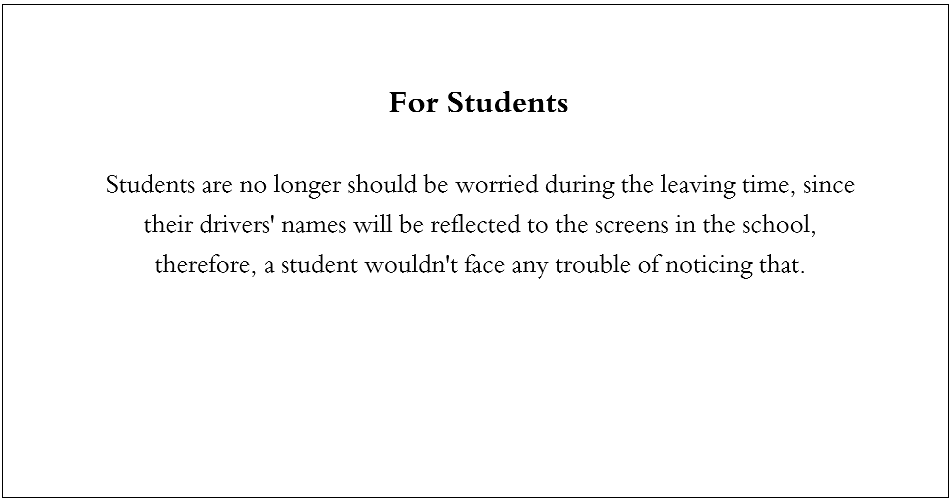 For Students
Students are no longer should be worried during the leaving time, since
their drivers' names will be reflected to the screens in the school,
therefore, a student wouldn't face any trouble of noticing that.